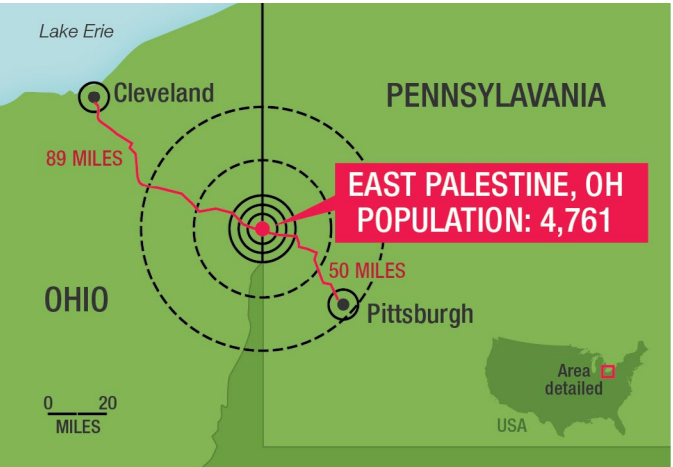 Lake Erie
Cleveland
PENNSYLAVANIA
89 MILES
EAST PALESTINE, OH
POPULATION: 4,761
50 MILES
OHIO
Pittsburgh
0 20
MILES
Area
detailed
USA